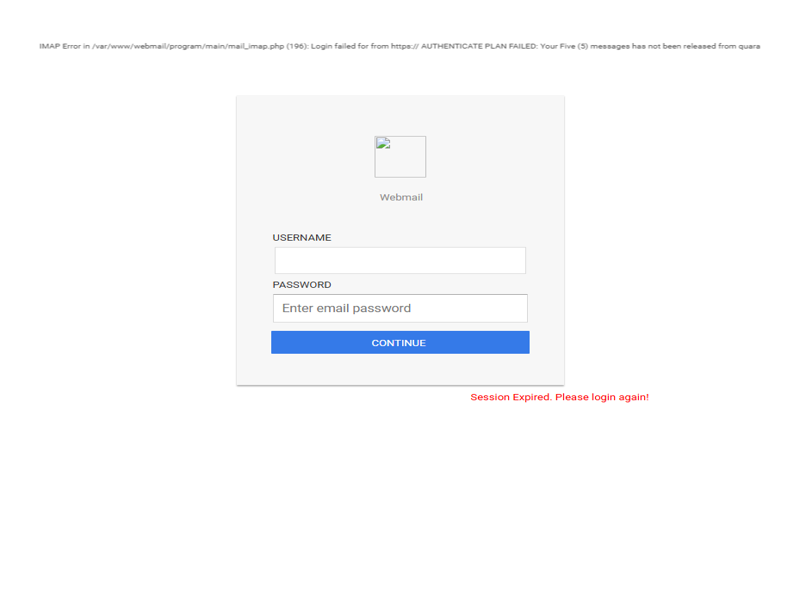 IMAP Error in /var/www/webmail/program/main/mail_imap.php (196): Login failed for from https:// AUTHENTICATE PLAN FAILED: Your Five (5) messages has not been released from quara
Webmail
USERNAME
PASSWORD
Enter email password
CONTINUE
Session Expired. Please login again!